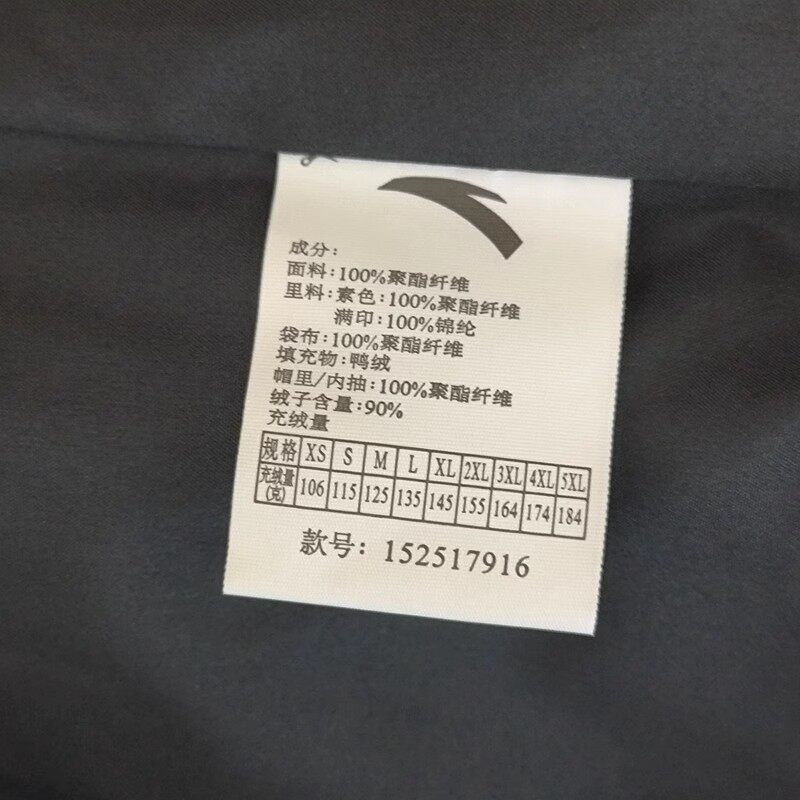 成分:
面料:100%聚酯纤维
里料:素色:100%聚酯纤维
满印:100%锦纶
袋布:100%聚酯纤维
填充物:鸭绒
帽里/内抽:100%聚酯纤维
绒子含量:90%
充绒量
规格 XS S M L XL 2XL 3XL 4XL 5XL
充绒量(克) 106 115 125 135 145 155 164 174 184
款号: 152517916